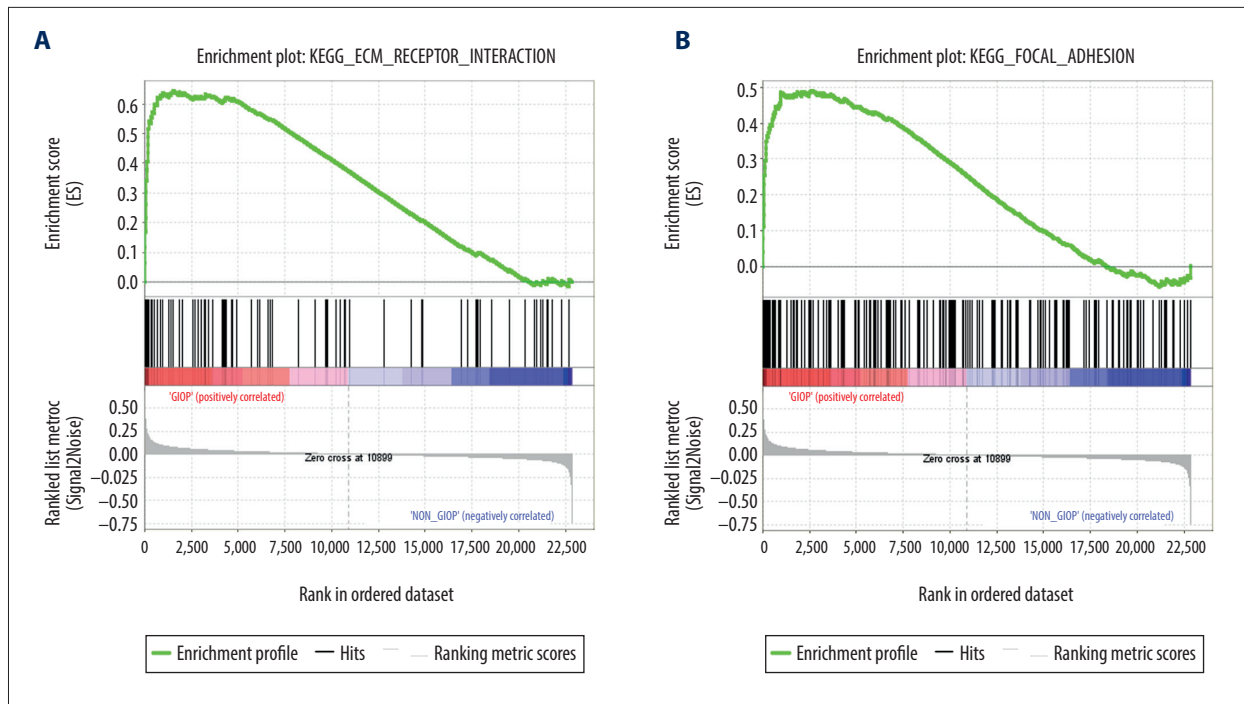 A
Enrichment plot: KEGG_ECM_RECEPTOR_INTERACTION
Enrichment score
(ES)
0.6
0.5
0.4
0.3
0.2
0.1
0.0
'GIOP' (positively correlated)
Rankled list metroc
(Signal2Noise)
0.50
0.25
0.00
−0.025
−0.50
−0.75
Zero cross at 10899
'NON_GIOP' (negatively correlated)
0 2,500 5,000 7,500 10,000 12,500 15,000 17,500 20,000 22,500
Rank in ordered dataset
Enrichment profile Hits Ranking metric scores
B
Enrichment plot: KEGG_FOCAL_ADHESION
Enrichment score
(ES)
0.5
0.4
0.3
0.2
0.1
0.0
'GIOP' (positively correlated)
Rankled list metroc
(Signal2Noise)
0.50
0.25
0.00
−0.025
−0.50
−0.75
Zero cross at 10899
'NON_GIOP' (negatively correlated)
0 2,500 5,000 7,500 10,000 12,500 15,000 17,500 20,000 22,500
Rank in ordered dataset
Enrichment profile Hits Ranking metric scores